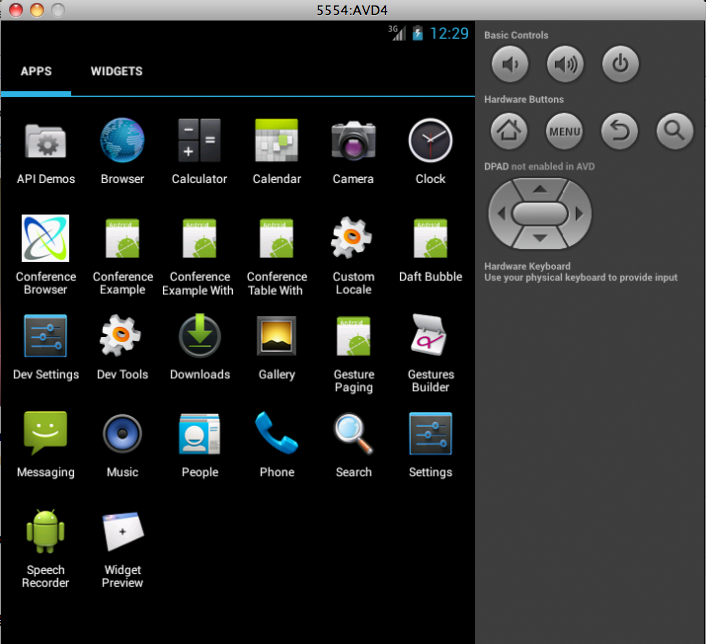 5554:AVD4
3G 12:29
APPS WIDGETS
API Demos Browser Calculator Calendar Camera Clock
Conference Conference Conference Conference Custom Daft Bubble
Browser Example Example With Table With Locale
Dev Settings Dev Tools Downloads Gallery Gesture Gestures
Paging Builder
Messaging Music People Phone Search Settings
Speech Widget
Recorder Preview
Basic Controls
Hardware Buttons
MENU
DPAD not enabled in AVD
Hardware Keyboard
Use your physical keyboard to provide input